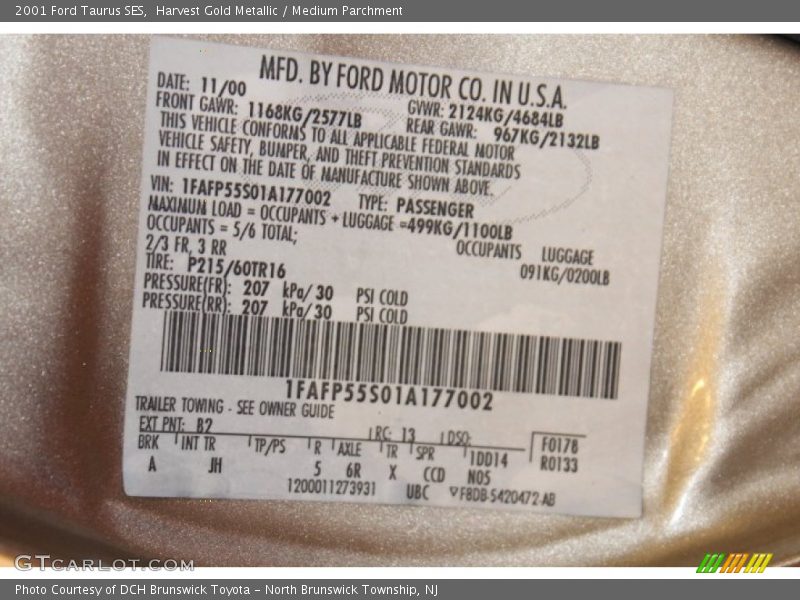 2001 Ford Taurus SES, Harvest Gold Metallic / Medium Parchment
MFD. BY FORD MOTOR CO. IN U.S.A.
DATE: 11/00 GVWR: 2124KG/4684LB
FRONT GAWR: 1168KG/2577LB REAR GAWR: 967KG/2132LB
THIS VEHICLE CONFORMS TO ALL APPLICABLE FEDERAL MOTOR
VEHICLE SAFETY, BUMPER, AND THEFT PREVENTION STANDARDS
IN EFFECT ON THE DATE OF MANUFACTURE SHOWN ABOVE.
VIN: 1FAFP55S01A177002 TYPE: PASSENGER
MAXIMUM LOAD = OCCUPANTS + LUGGAGE =499KG/1100LB
OCCUPANTS = 5/6 TOTAL; OCCUPANTS LUGGAGE
2/3 FR, 3 RR 091KG/0200LB
TIRE: P215/60TR16
PRESSURE(FR): 207 kPa/ 30 PSI COLD
PRESSURE(RR): 207 kPa/ 30 PSI COLD
1FAFP55S01A177002
TRAILER TOWING - SEE OWNER GUIDE
EXT PNT: B2 RC: 13 DSO: F0178
BRK INT TR TP/PS R AXLE TR SPR 1DD14 R0133
A JH 5 6R X CCD NOS
1200011273931 UBC ▽F8DB-5420472-AB
GTCARLOT.COM
Photo Courtesy of DCH Brunswick Toyota - North Brunswick Township, NJ